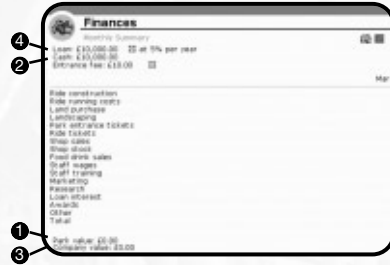 Finances
Monthly Summary
4 Loan: £10,000.00 at 5% per year
2 Cash: £10,000.00
Entrance fee: £10.00
Mar
Ride construction
Ride running costs
Land purchase
Landscaping
Park entrance tickets
Ride tickets
Shop sales
Shop stock
Food drink sales
Staff wages
Staff training
Marketing
Research
Loan interest
Awards
Other
Total
1 Park value: £0.00
3 Company value: £0.00